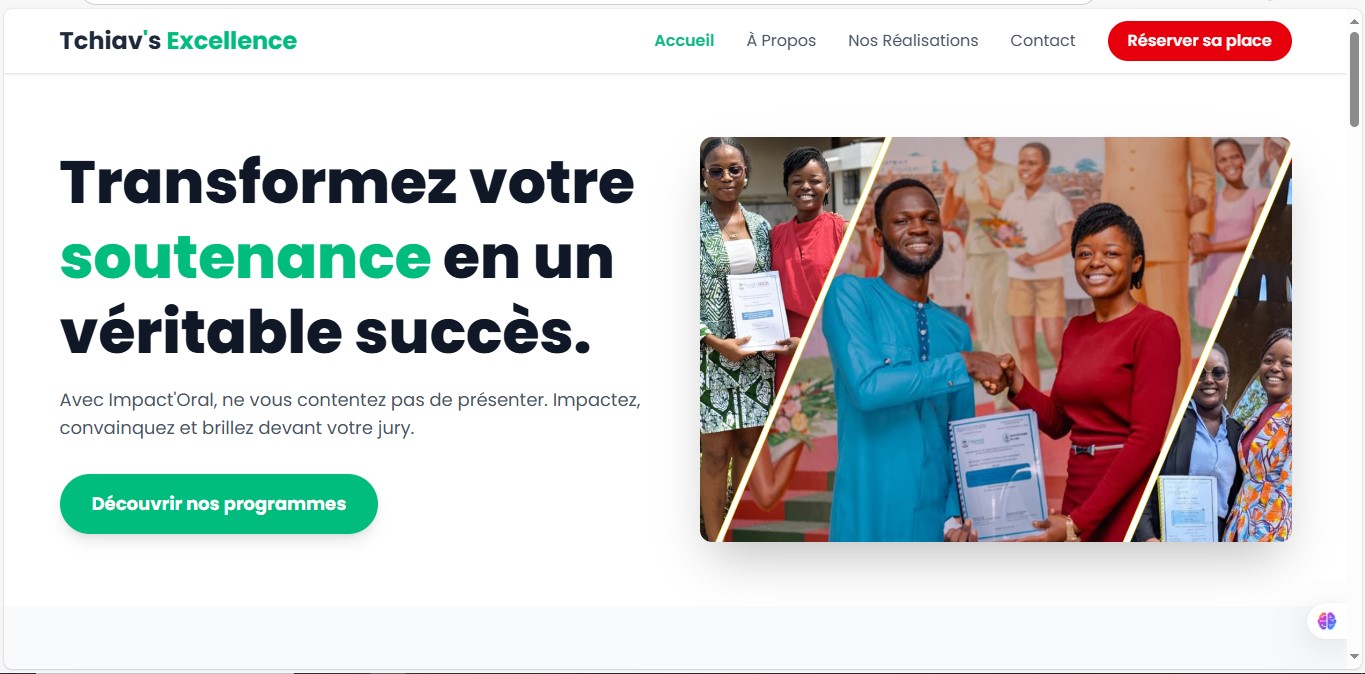 Tchiav's Excellence
Accueil
À Propos
Nos Réalisations
Contact
Réserver sa place
Transformez votre
soutenance en un
véritable succès.
Avec Impact'Oral, ne vous contentez pas de présenter. Impactez,
convainquez et brillez devant votre jury.
Découvrir nos programmes